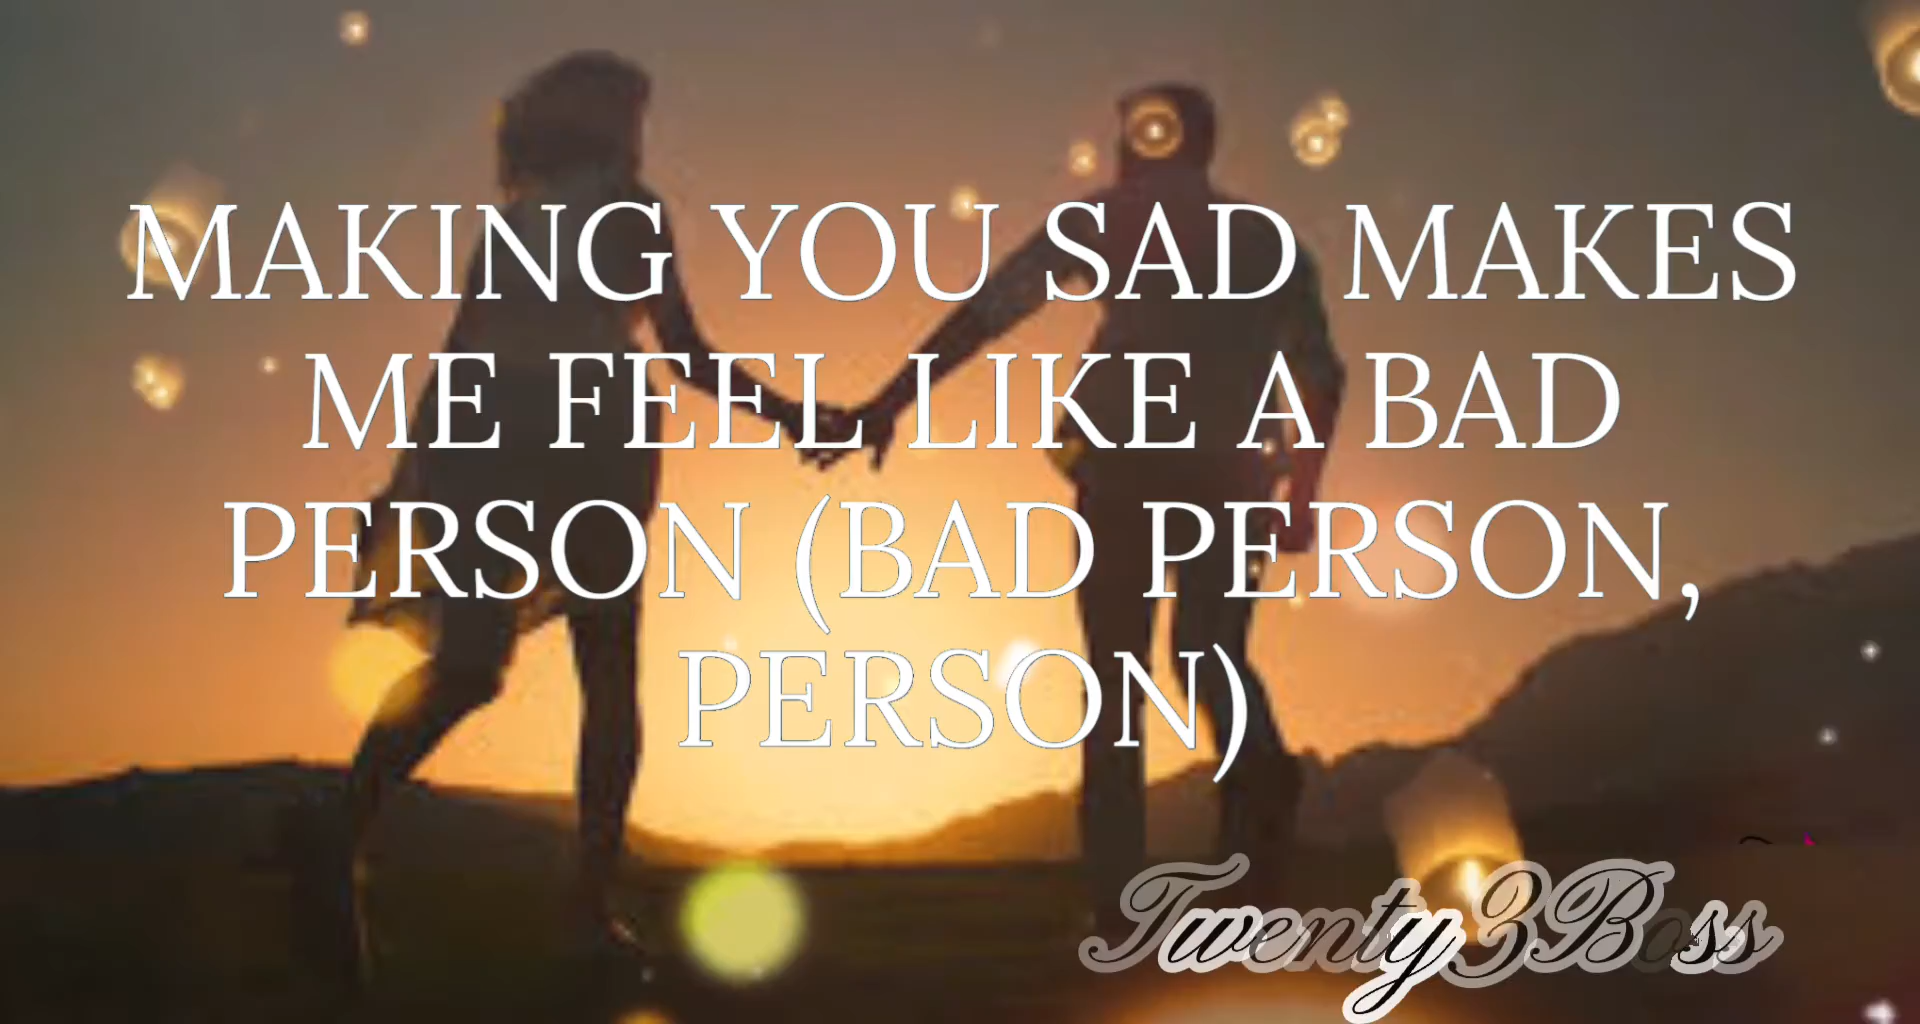 MAKING YOU SAD MAKES
ME FEEL LIKE A BAD
PERSON (BAD PERSON,
PERSON)
Twenty3Boss